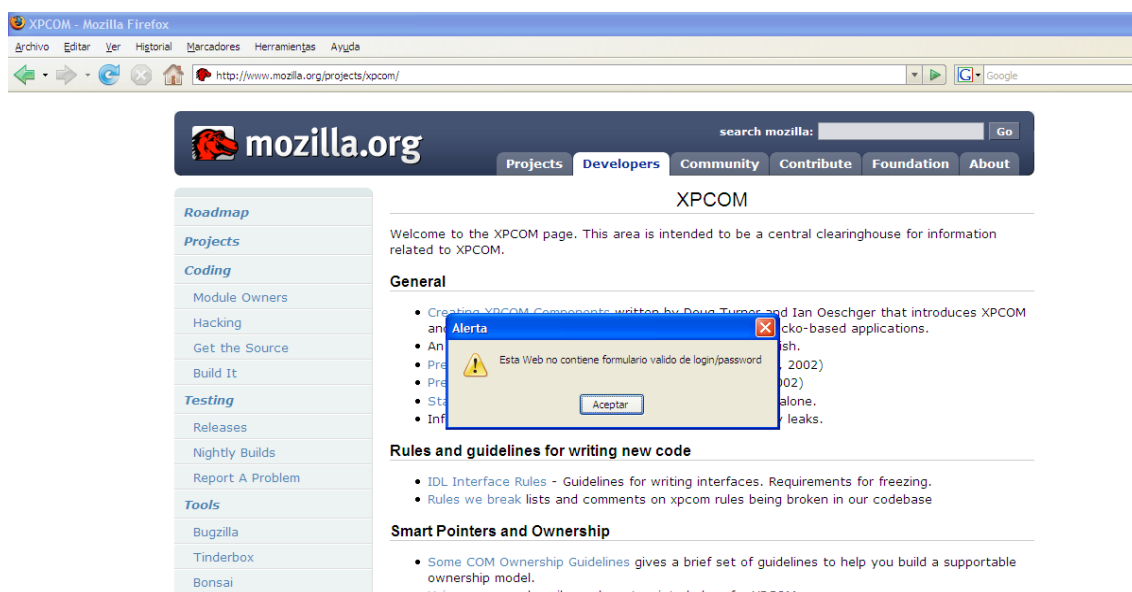 XPCOM - Mozilla Firefox
Archivo Editar Ver Historial Marcadores Herramientas Ayuda
http://www.mozilla.org/projects/xpcom/
G Google
mozilla.org
search mozilla: Go
Projects Developers Community Contribute Foundation About
Roadmap
Projects
Coding
Module Owners
Hacking
Get the Source
Build It
Testing
Releases
Nightly Builds
Report A Problem
Tools
Bugzilla
Tinderbox
Bonsai
XPCOM
Welcome to the XPCOM page. This area is intended to be a central clearinghouse for information
related to XPCOM.
General
Creating XPCOM Components written by Doug Turner and Ian Oeschger that introduces XPCOM
applications.
An
2002)
alone.
leaks.
Alerta
Esta Web no contiene formulario valido de login/password
Aceptar
Rules and guidelines for writing new code
IDL Interface Rules - Guidelines for writing interfaces. Requirements for freezing.
Rules we break lists and comments on xpcom rules being broken in our codebase
Smart Pointers and Ownership
Some COM Ownership Guidelines gives a brief set of guidelines to help you build a supportable
ownership model.